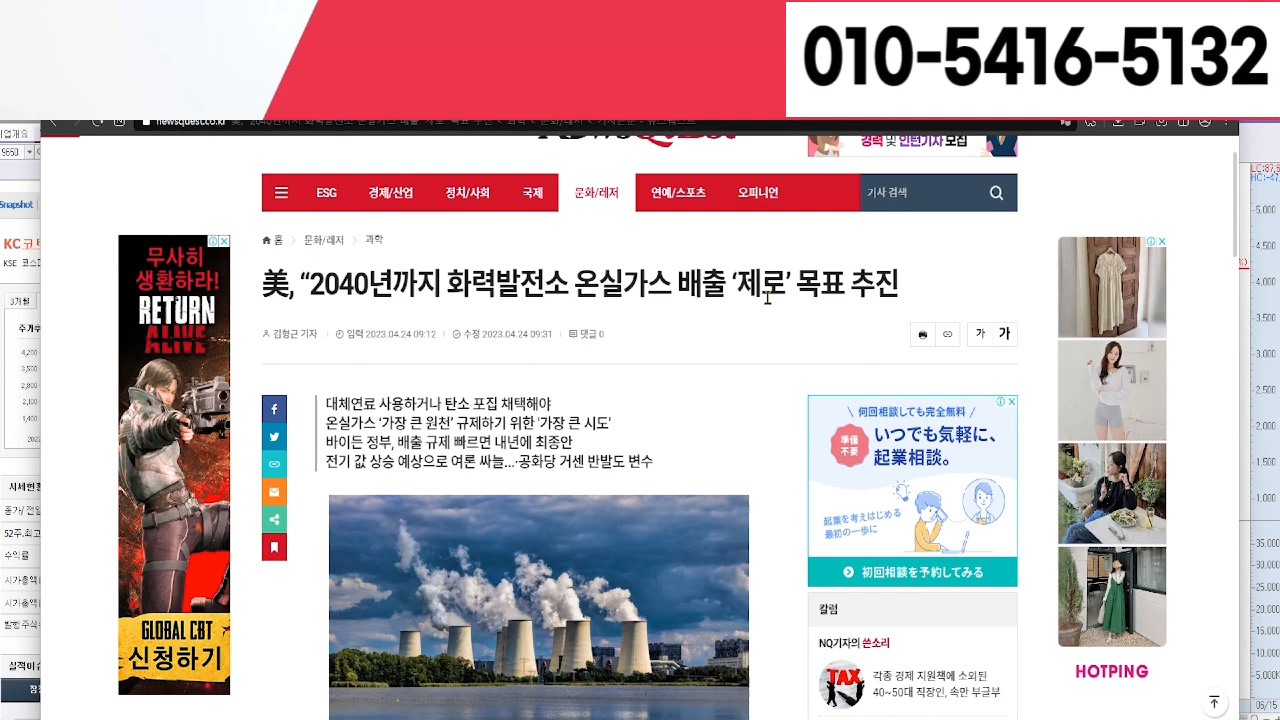 010-5416-5132
newsquest.co.kr
경력 및 인턴기자 모집
ESG 경제/산업 정치/사회 국제 문화/레저 연예/스포츠 오피니언 기사 검색
홈 > 문화/레저 > 과학
美, “2040년까지 화력발전소 온실가스 배출 ‘제로’ 목표 추진
김형근 기자 입력 2023.04.24 09:12 수정 2023.04.24 09:31 댓글 0
가 가
대체연료 사용하거나 탄소 포집 채택해야
온실가스 ‘가장 큰 원천’ 규제하기 위한 '가장 큰 시도'
바이든 정부, 배출 규제 빠르면 내년에 최종안
전기 값 상승 예상으로 여론 싸늘...·공화당 거센 반발도 변수
무사히
생환하라!
RETURN
ALIVE
GLOBAL CBT
신청하기
何回相談しても完全無料
準備
不要
いつでも気軽に、
起業相談。
起業を考えはじめる
最初の一歩に
初回相談を予約してみる
칼럼
NQ기자의 쓴소리
TAX
각종 경제 지원책에 소외된
40~50대 직장인, 속만 부글부
HOTPING
9650
Snapshot
KC